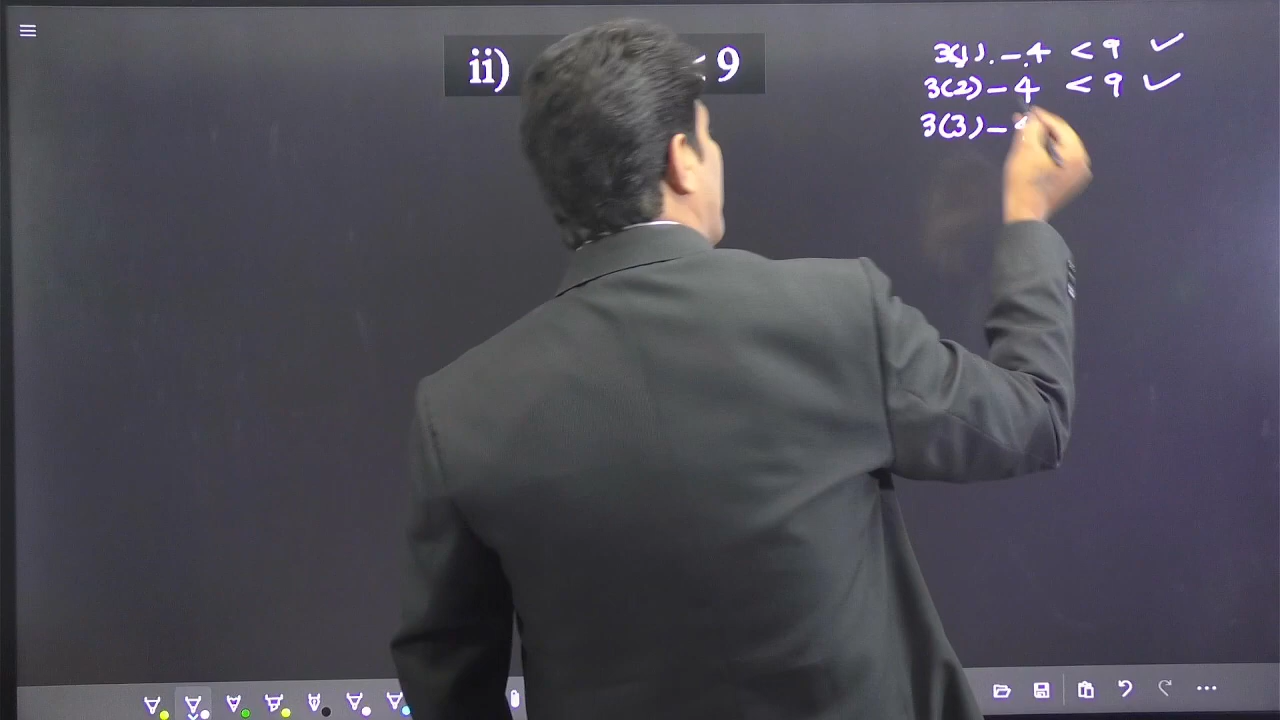 ii) < 9
3(1) - 4 < 9 ✓
3(2) - 4 < 9 ✓
3(3) -